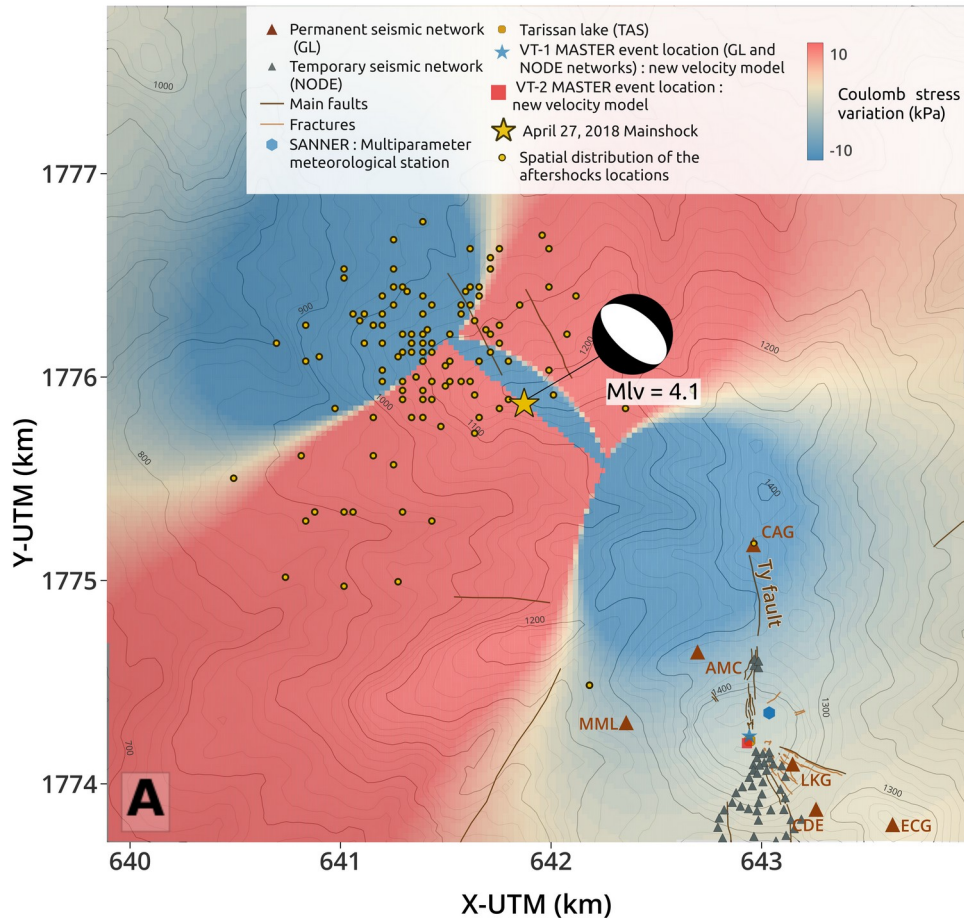 Permanent seismic network
(GL)
Temporary seismic network
(NODE)
Main faults
Fractures
SANNER : Multiparameter
meteorological station
Tarissan lake (TAS)
VT-1 MASTER event location (GL and
NODE networks) : new velocity model
VT-2 MASTER event location :
new velocity model
April 27, 2018 Mainshock
Spatial distribution of the
aftershocks locations
10
Coulomb stress
variation (kPa)
-10
1000
1777
900
1200
1200
1776
Mlv = 4.1
1000
1100
800
1400
CAG
1775
Ty fault
1200
AMC
400
1300
MML
700
1774
LKG
1300
A
CDE
ECG
640
641
642
643
X-UTM (km)
Y-UTM (km)